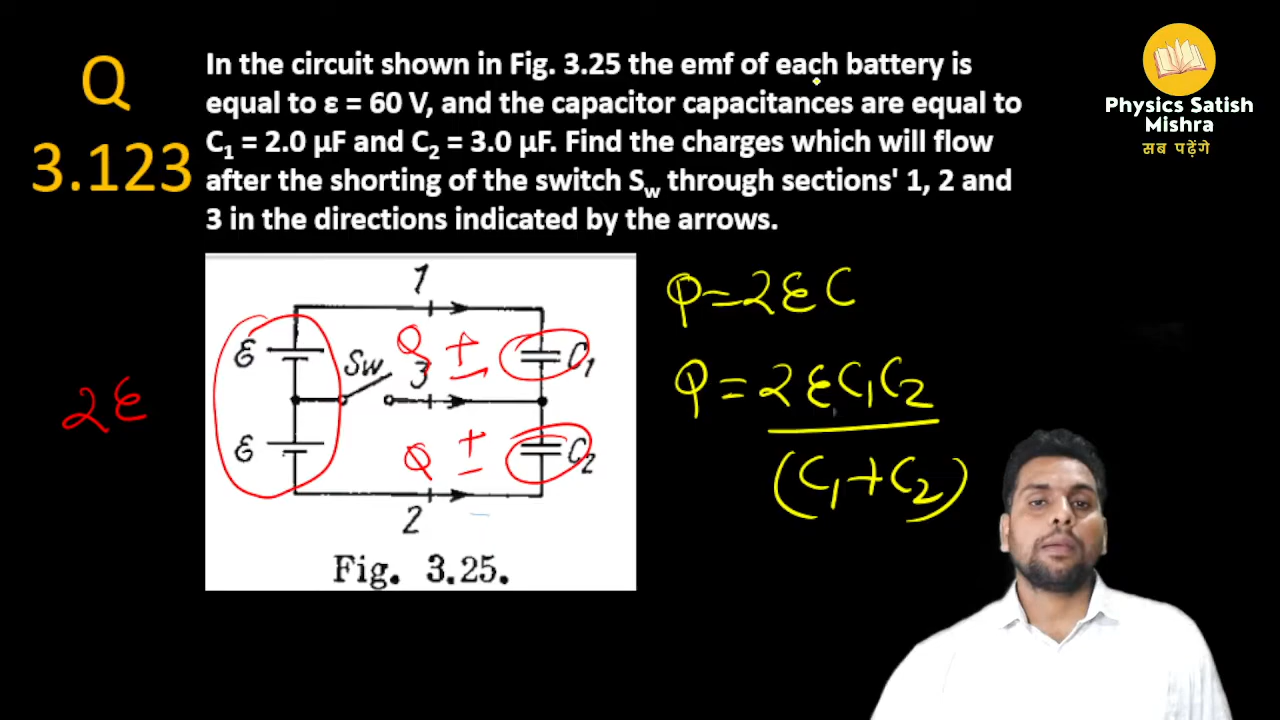 Q
3.123
In the circuit shown in Fig. 3.25 the emf of each battery is
equal to ε = 60 V, and the capacitor capacitances are equal to
C₁ = 2.0 µF and C₂ = 3.0 µF. Find the charges which will flow
after the shorting of the switch Sw through sections' 1, 2 and
3 in the directions indicated by the arrows.
Physics Satish
Mishra
सब पढ़ेंगे
1
ε
Sw
Q
+
−
3
C₁
ε
Q
+
−
C₂
2
Fig. 3.25.
2ε
Q = 2εC
Q = 2εC₁C₂
(C₁+C₂)